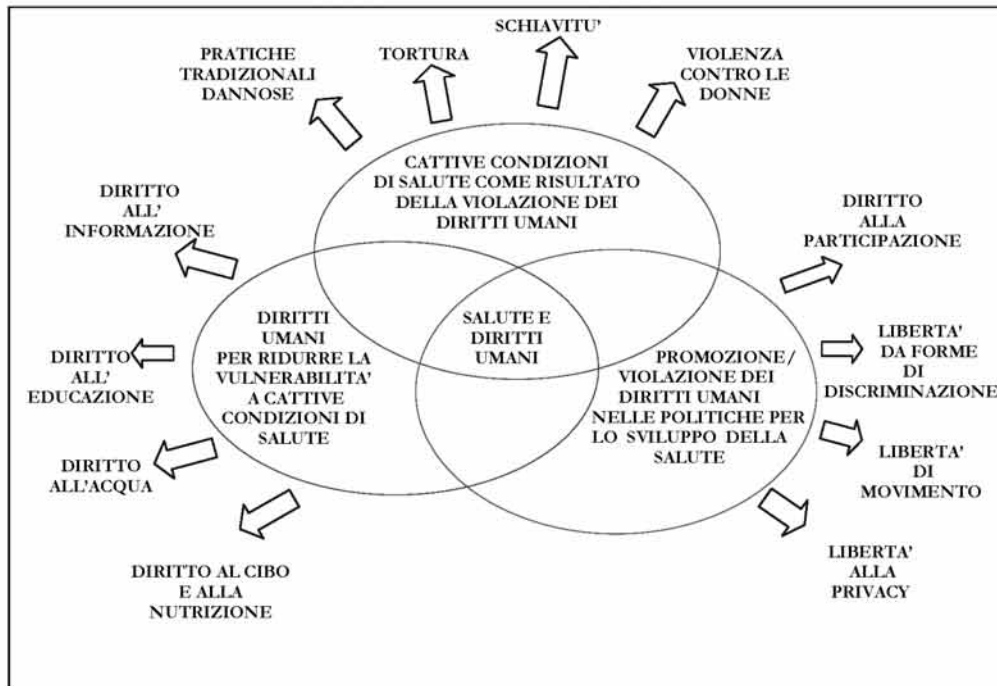 SCHIAVITU'
PRATICHE
TRADIZIONALI
DANNOSE
TORTURA
VIOLENZA
CONTRO LE
DONNE
CATTIVE CONDIZIONI
DI SALUTE COME RISULTATO
DELLA VIOLAZIONE DEI
DIRITTI UMANI
DIRITTO
ALL'
INFORMAZIONE
DIRITTO
ALLA
PARTICIPAZIONE
DIRITTI
UMANI
PER RIDURRE LA
VULNERABILITA'
A CATTIVE
CONDIZIONI DI
SALUTE
SALUTE E
DIRITTI
UMANI
PROMOZIONE/
VIOLAZIONE DEI
DIRITTI UMANI
NELLE POLITICHE PER
LO SVILUPPO DELLA
SALUTE
DIRITTO
ALL'
EDUCAZIONE
LIBERTA'
DA FORME
DI
DISCRIMINAZIONE
DIRITTO
ALL'ACQUA
LIBERTA'
DI
MOVIMENTO
DIRITTO AL CIBO
E ALLA
NUTRIZIONE
LIBERTA'
ALLA
PRIVACY